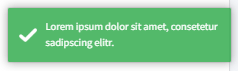 Lorem ipsum dolor sit amet, consetetur
sadipscing elitr.